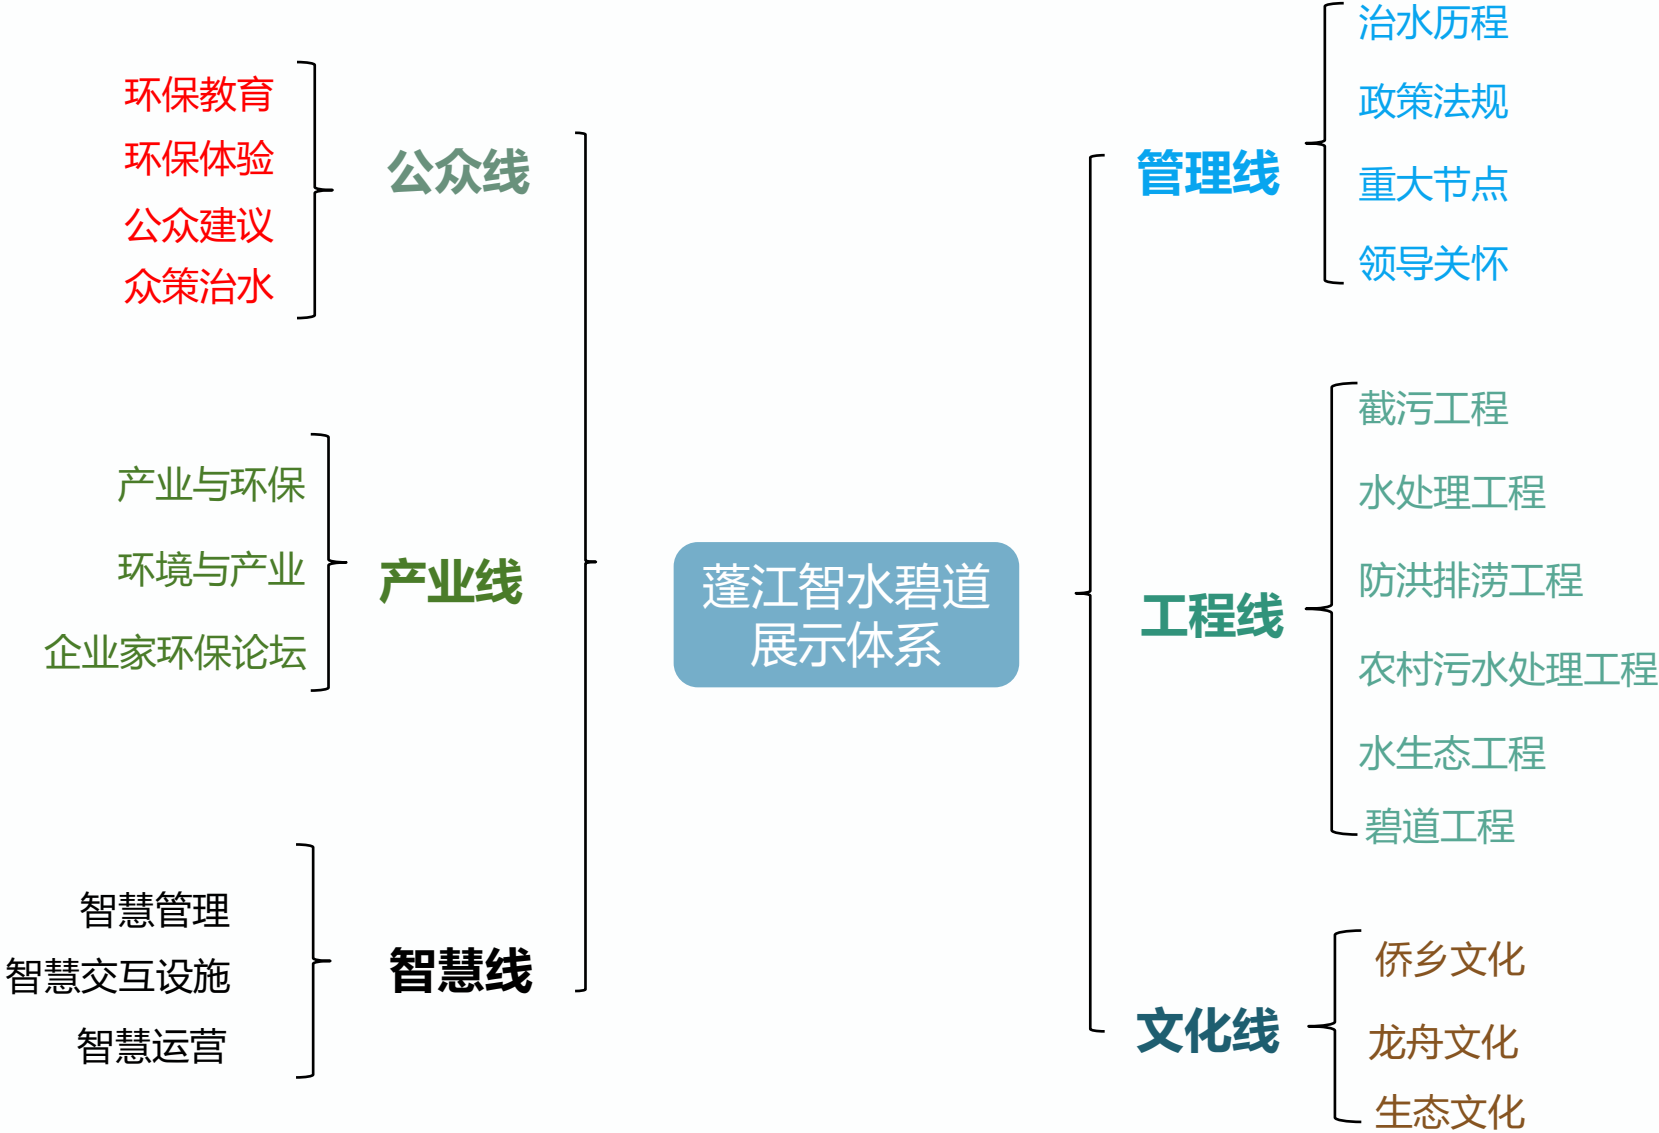 蓬江智水碧道
展示体系
公众线
环保教育
环保体验
公众建议
众策治水
产业线
产业与环保
环境与产业
企业家环保论坛
智慧线
智慧管理
智慧交互设施
智慧运营
管理线
治水历程
政策法规
重大节点
领导关怀
工程线
截污工程
水处理工程
防洪排涝工程
农村污水处理工程
水生态工程
碧道工程
文化线
侨乡文化
龙舟文化
生态文化